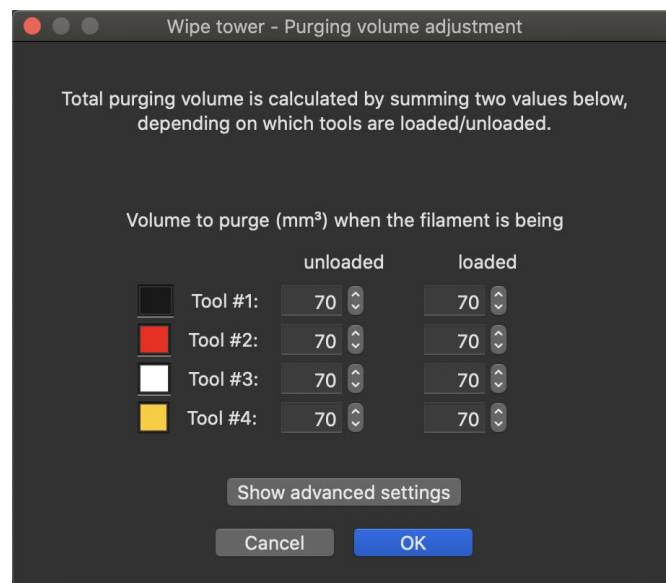 Wipe tower - Purging volume adjustment
Total purging volume is calculated by summing two values below,
depending on which tools are loaded/unloaded.
Volume to purge (mm³) when the filament is being
unloaded loaded
Tool #1: 70 70
Tool #2: 70 70
Tool #3: 70 70
Tool #4: 70 70
Show advanced settings
Cancel OK